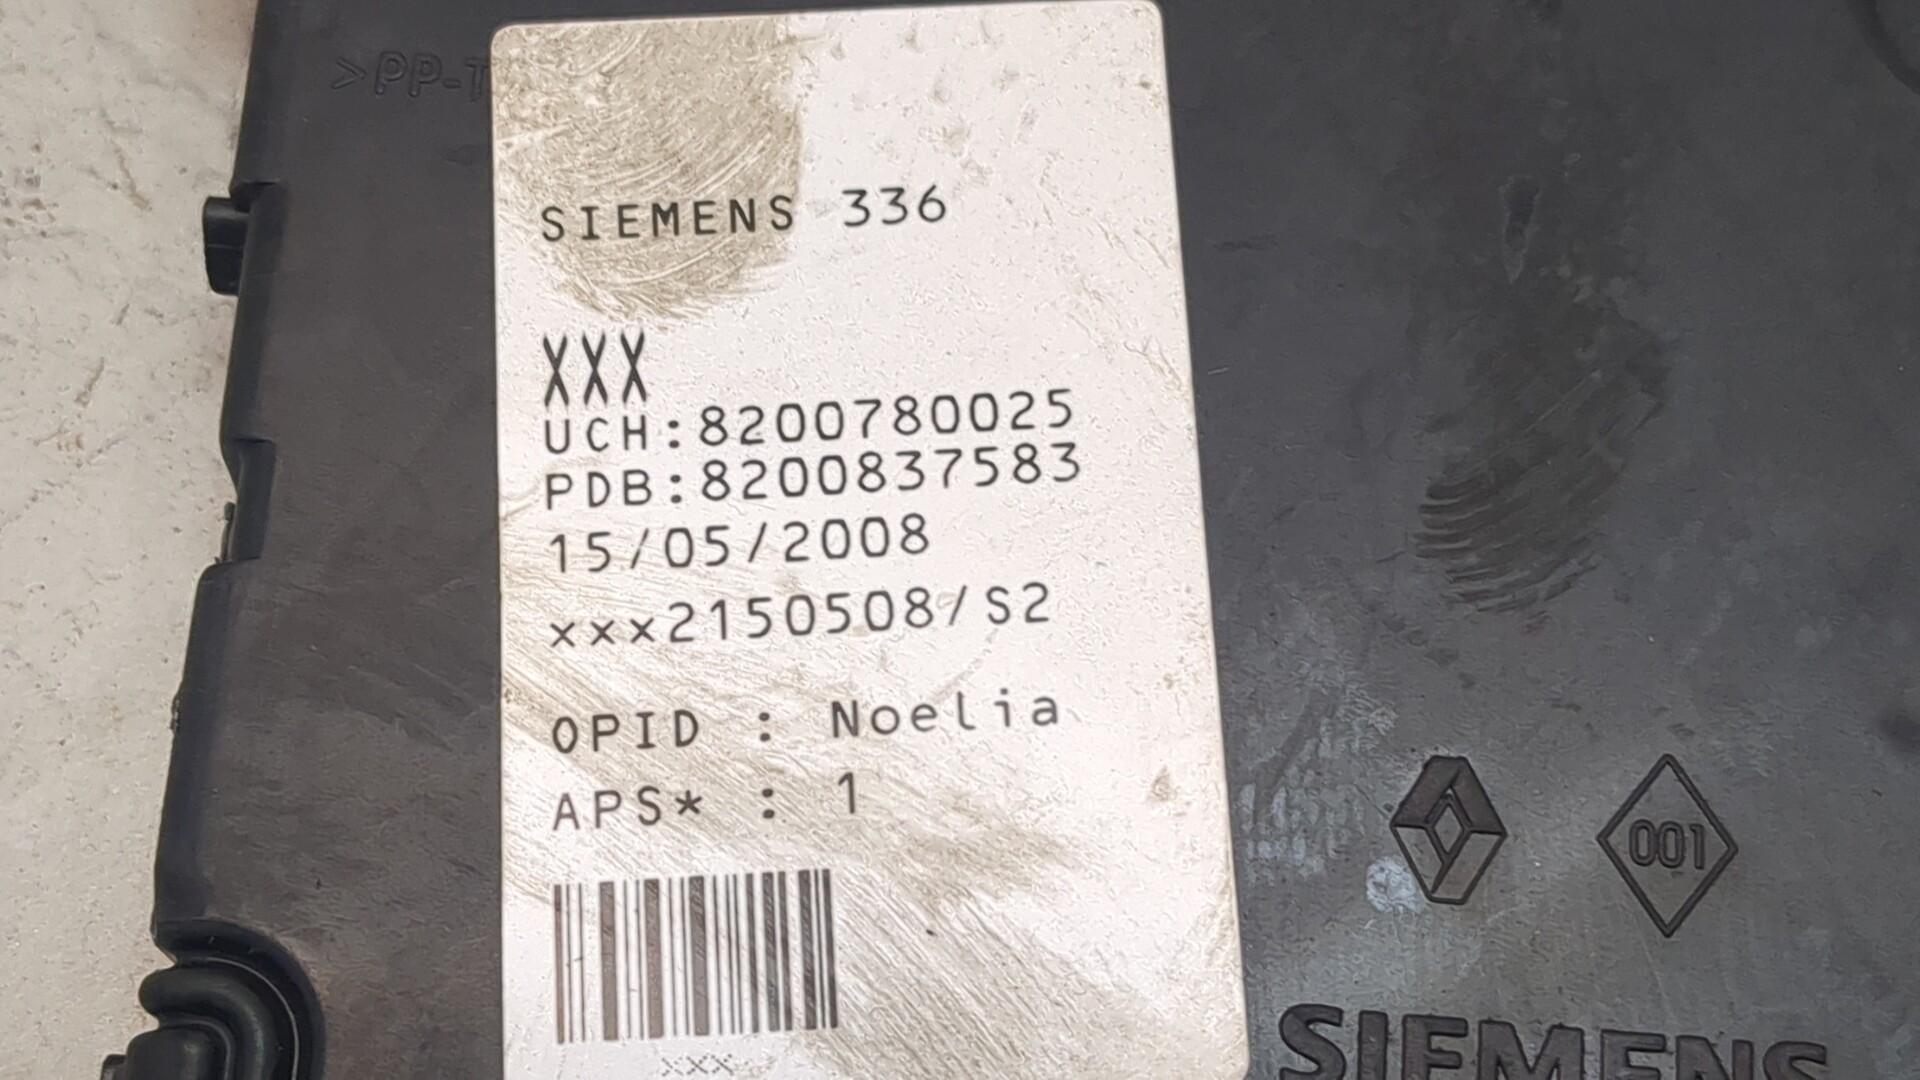 >PP-T
SIEMENS 336
XXX
UCH:8200780025
PDB:8200837583
15/05/2008
xxx2150508/S2
OPID : Noelia
APS* : 1
xxx
001
SIEMENS